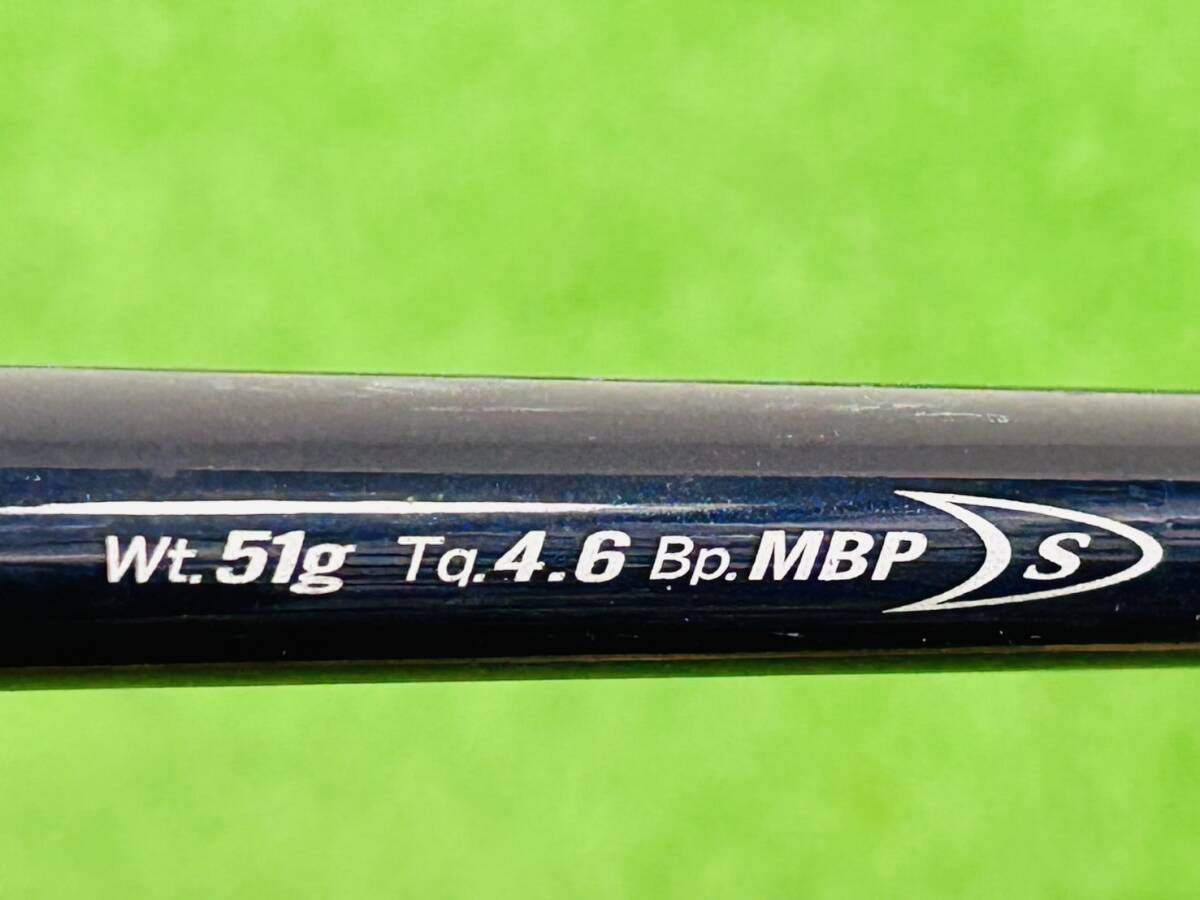 Wt. 51g Tq. 4.6 Bp. MBP S